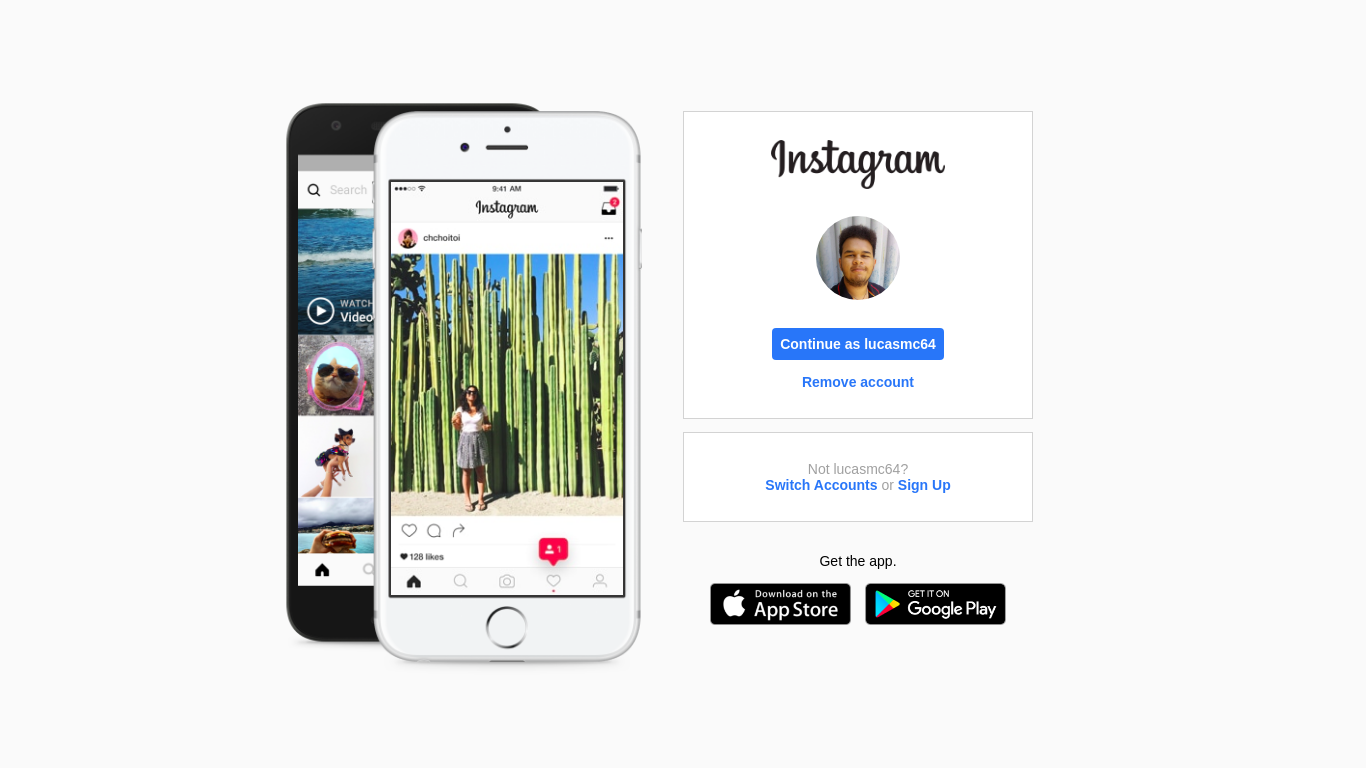 Search
WATCH
Video
9:41 AM
Instagram
2
chchoitoi
1
128 likes
Instagram
Continue as lucasmc64
Remove account
Not lucasmc64?
Switch Accounts or Sign Up
Get the app.
Download on the
App Store
GET IT ON
Google Play